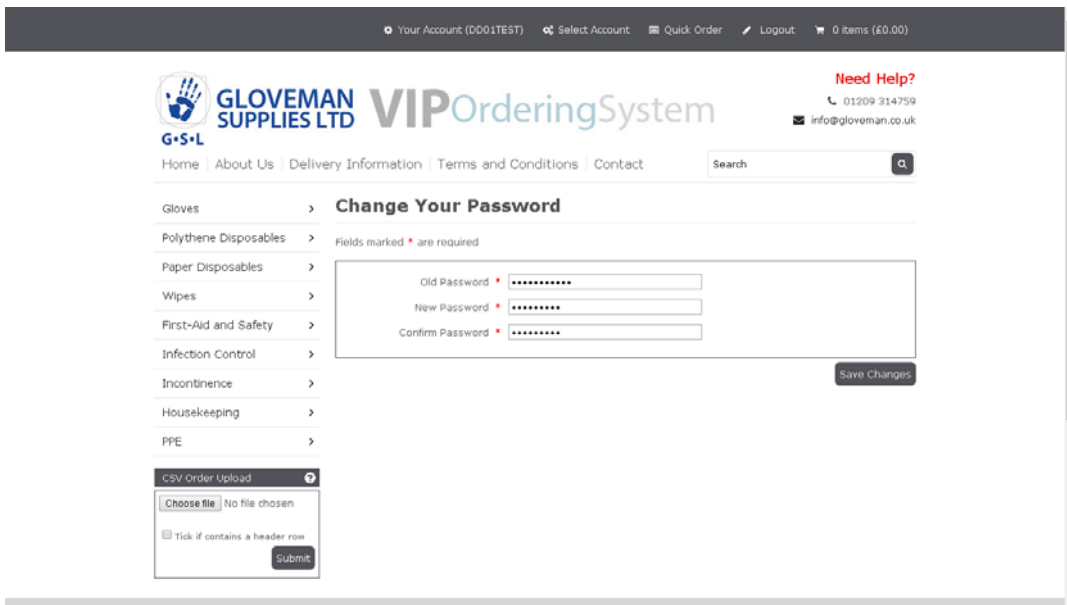 Your Account (DD01TEST) Select Account Quick Order Logout 0 items (£0.00)
GLOVEMAN SUPPLIES LTD
G•S•L
VIPOrderingSystem
Need Help?
01209 314759
info@gloveman.co.uk
Home About Us Delivery Information Terms and Conditions Contact
Search
Gloves
Polythene Disposables
Paper Disposables
Wipes
First-Aid and Safety
Infection Control
Incontinence
Housekeeping
PPE
CSV Order Upload
Choose file No file chosen
Tick if contains a header row
Submit
Change Your Password
Fields marked * are required
Old Password * •••••••••••
New Password * •••••••••
Confirm Password * •••••••••
Save Changes